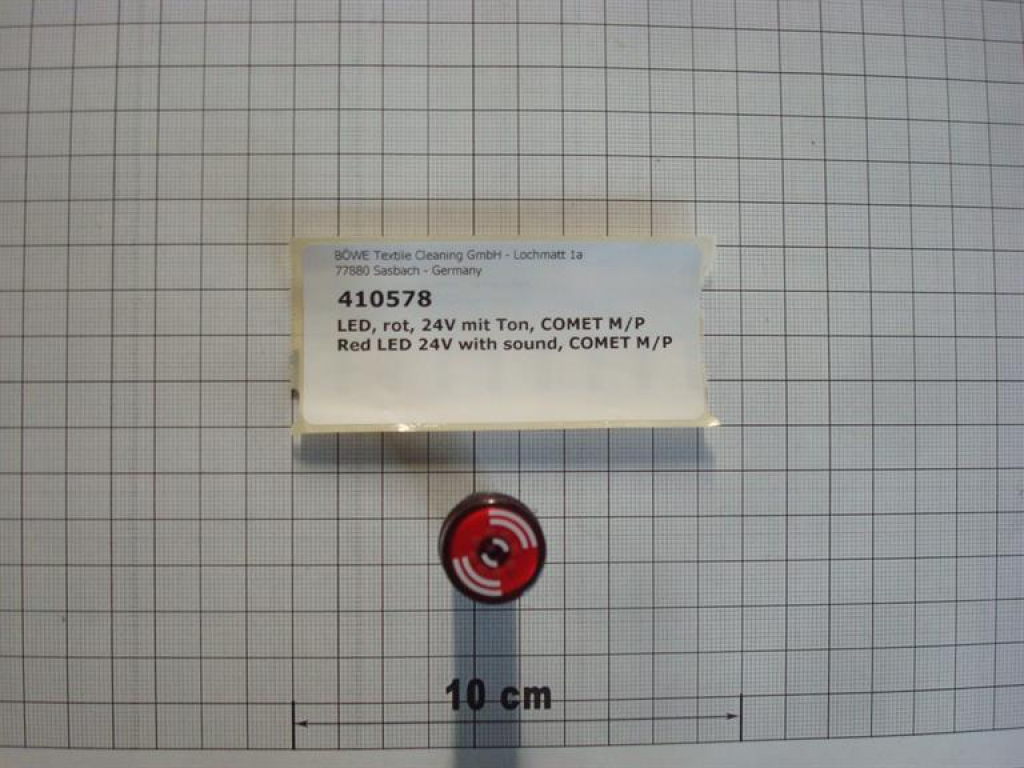 BÖWE Textile Cleaning GmbH - Lochmatt 1a
77880 Sasbach - Germany
410578
LED, rot, 24V mit Ton, COMET M/P
Red LED 24V with sound, COMET M/P
10 cm